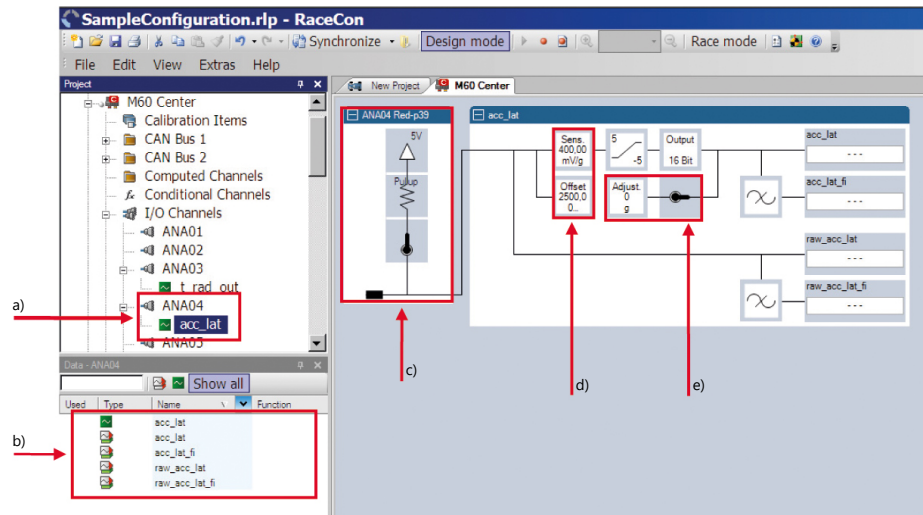 SampleConfiguration.rlp - RaceCon
Synchronize Design mode Race mode
File Edit View Extras Help
Project
M60 Center
Calibration Items
CAN Bus 1
CAN Bus 2
Computed Channels
fx Conditional Channels
I/O Channels
ANA01
ANA02
ANA03
t_rad_out
ANA04
acc_lat
ANA05
a)
Data - ANA04
Show all
Used Type Name Function
acc_lat
acc_lat
acc_lat_fi
raw_acc_lat
raw_acc_lat_fi
b)
New Project M60 Center
ANA04 Red-p39
5V
Pullup
c)
acc_lat
Sens.
400,00
mV/g
5
-5
Output
16 Bit
Offset
2500,0
0..
Adjust.
0
g
d)
e)
acc_lat
---
acc_lat_fi
---
raw_acc_lat
---
raw_acc_lat_fi
---